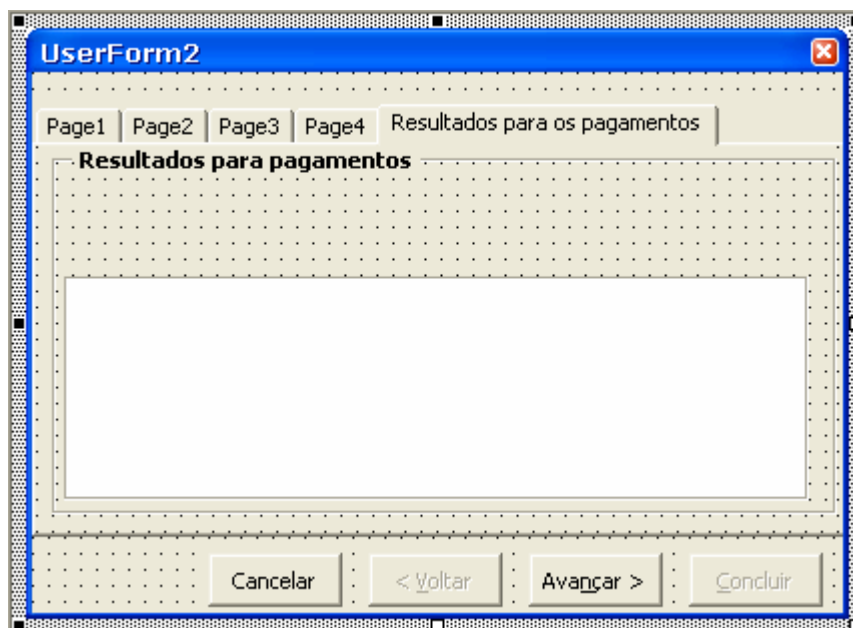 UserForm2
Page1 Page2 Page3 Page4 Resultados para os pagamentos
Resultados para pagamentos
Cancelar < Voltar Avançar > Concluir